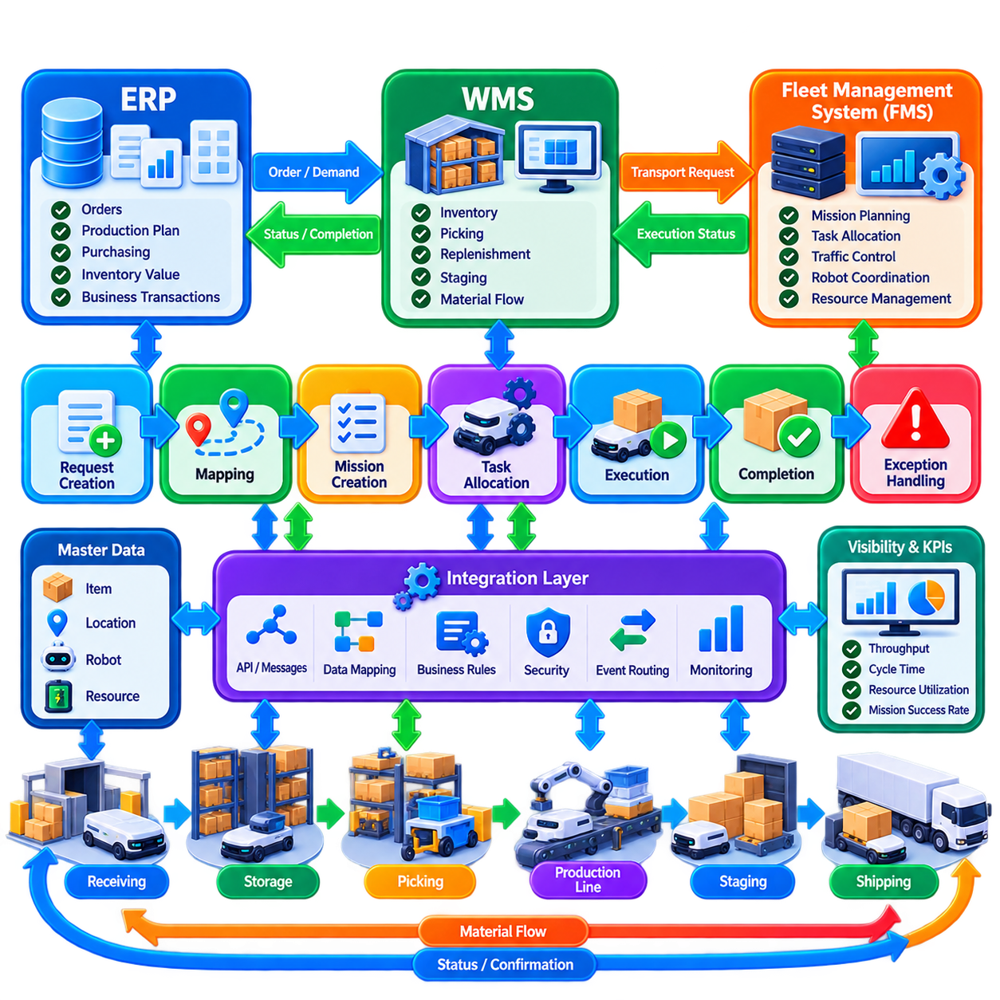 ERP
WMS
Fleet Management
System (FMS)
Order / Demand
Transport Request
Status / Completion
Execution Status
Orders
Production Plan
Purchasing
Inventory Value
Business Transactions
Inventory
Picking
Replenishment
Staging
Material Flow
Mission Planning
Task Allocation
Traffic Control
Robot Coordination
Resource Management
Request
Creation
Mapping
Mission
Creation
Task
Allocation
Execution
Completion
Exception
Handling
Master Data
Item
Location
Robot
Resource
Integration Layer
API / Messages
Data Mapping
Business Rules
Security
Event Routing
Monitoring
Visibility & KPIs
Throughput
Cycle Time
Resource Utilization
Mission Success Rate
Receiving
Storage
Picking
Production
Line
Staging
Shipping
Material Flow
Status / Confirmation